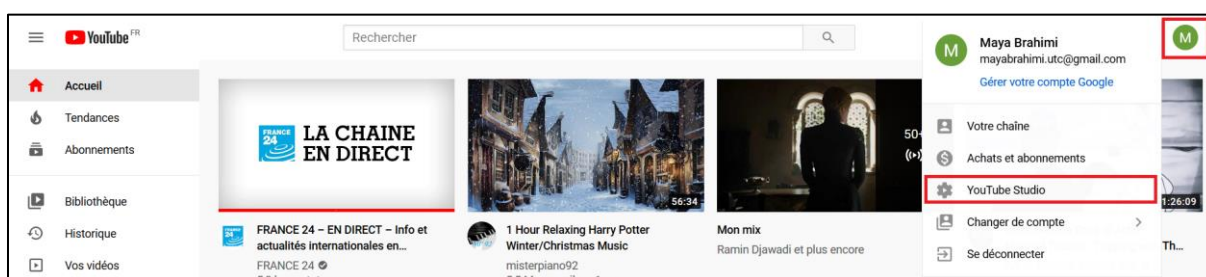 YouTube FR
Rechercher
M
Accueil
Tendances
Abonnements
Bibliothèque
Historique
Vos vidéos
FRANCE
24
LA CHAINE
EN DIRECT
FRANCE 24 – EN DIRECT – Info et
actualités internationales en...
FRANCE 24
56:34
1 Hour Relaxing Harry Potter
Winter/Christmas Music
misterpiano92
50+
Mon mix
Ramin Djawadi et plus encore
M
Maya Brahimi
mayabrahimi.utc@gmail.com
Gérer votre compte Google
Votre chaîne
Achats et abonnements
YouTube Studio
Changer de compte
Se déconnecter
1:26:09
Th...